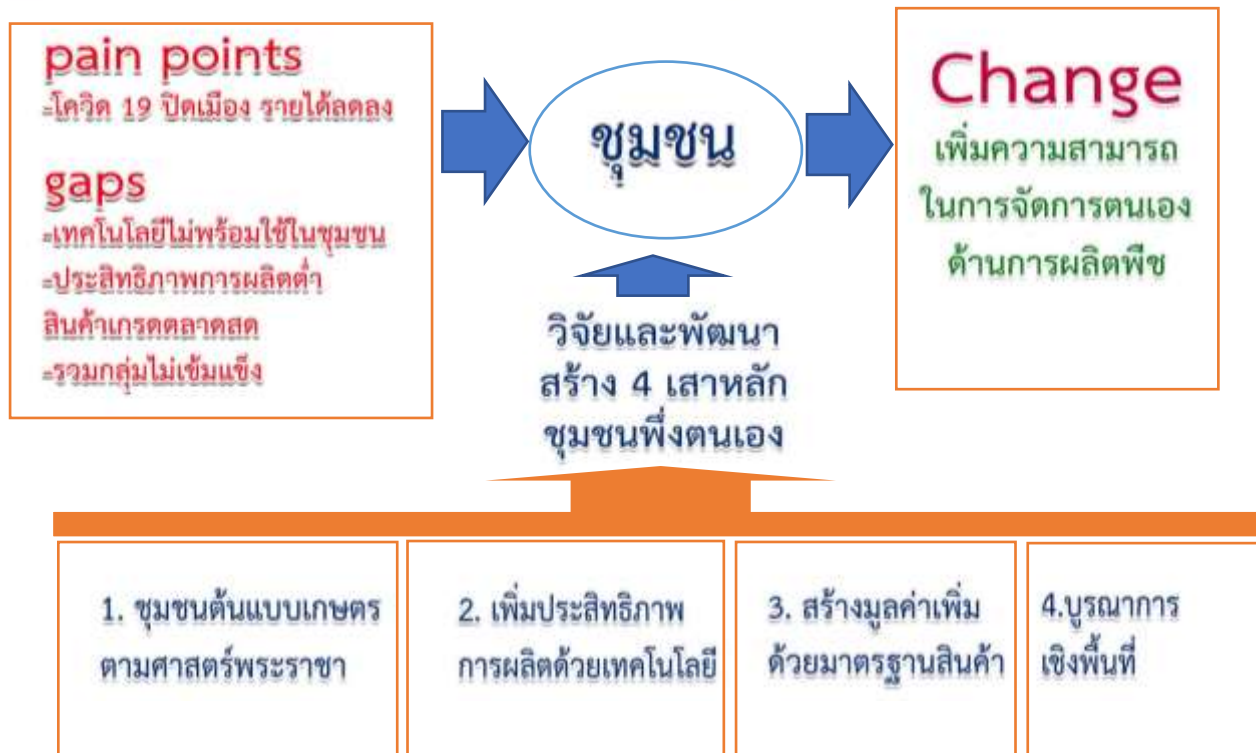 pain points
-โควิด 19 ปิดเมือง รายได้ลดลง
gaps
-เทคโนโลยีไม่พร้อมใช้ในชุมชน
-ประสิทธิภาพการผลิตต่ำ
สินค้าเกรดตลาดสด
-รวมกลุ่มไม่เข้มแข็ง
ชุมชน
Change
เพิ่มความสามารถ
ในการจัดการตนเอง
ด้านการผลิตพืช
วิจัยและพัฒนา
สร้าง 4 เสาหลัก
ชุมชนพึ่งตนเอง
1. ชุมชนต้นแบบเกษตร
ตามศาสตร์พระราชา
2. เพิ่มประสิทธิภาพ
การผลิตด้วยเทคโนโลยี
3. สร้างมูลค่าเพิ่ม
ด้วยมาตรฐานสินค้า
4.บูรณาการ
เชิงพื้นที่